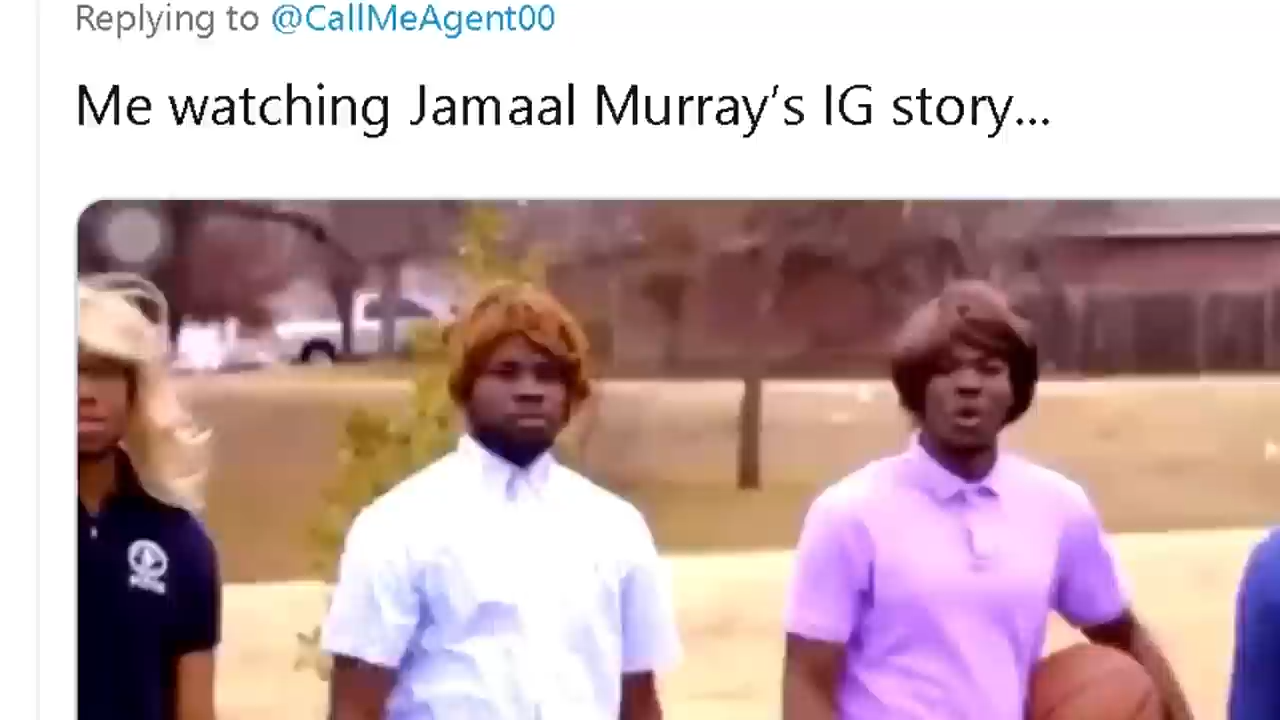 Replying to @CallMeAgent00
Me watching Jamaal Murray's IG story...